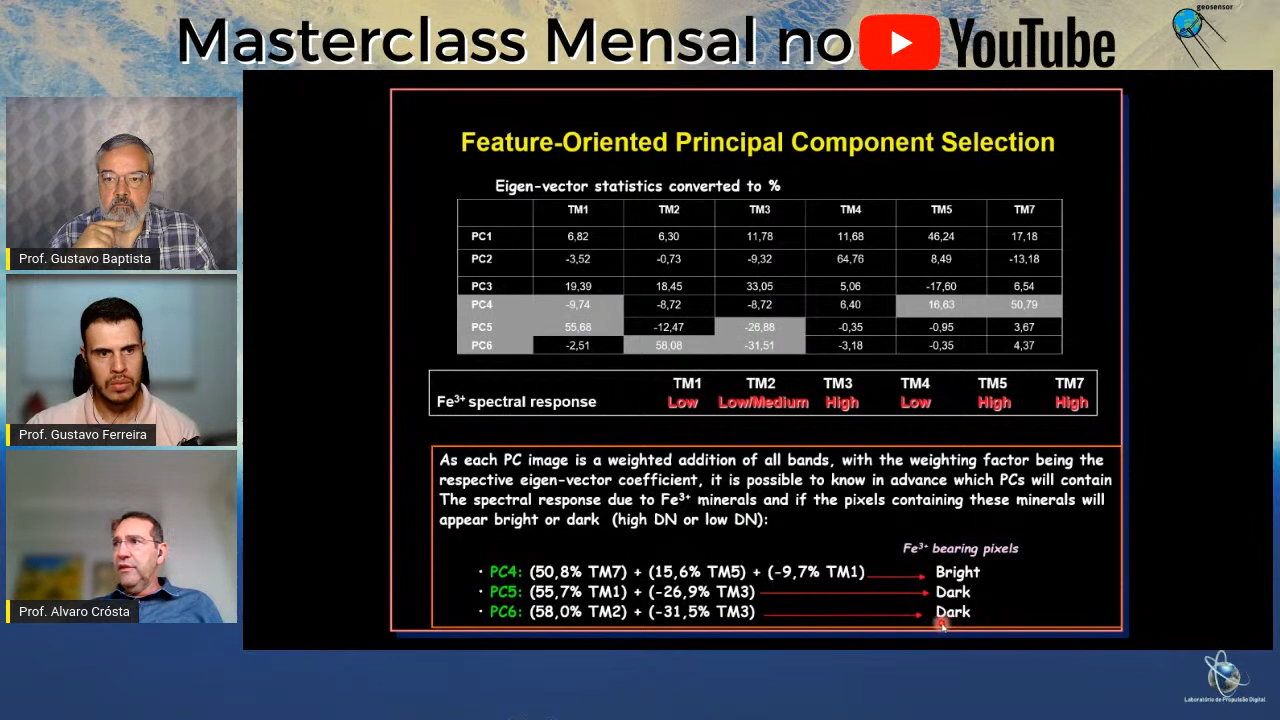 Masterclass Mensal no YouTube
geosensor
Prof. Gustavo Baptista
Prof. Gustavo Ferreira
Prof. Alvaro Crósta
Feature-Oriented Principal Component Selection
Eigen-vector statistics converted to %
TM1 TM2 TM3 TM4 TM5 TM7
PC1 6,82 6,30 11,78 11,68 46,24 17,18
PC2 -3,52 -0,73 -9,32 64,76 8,49 -13,18
PC3 19,39 18,45 33,05 5,06 -17,60 6,54
PC4 -9,74 -8,72 -8,72 6,40 16,63 50,79
PC5 55,68 -12,47 -26,88 -0,35 -0,95 3,67
PC6 -2,51 58,08 -31,51 -3,18 -0,35 4,37
TM1 TM2 TM3 TM4 TM5 TM7
Fe³⁺ spectral response Low Low/Medium High Low High High
As each PC image is a weighted addition of all bands, with the weighting factor being the
respective eigen-vector coefficient, it is possible to know in advance which PCs will contain
The spectral response due to Fe³⁺ minerals and if the pixels containing these minerals will
appear bright or dark (high DN or low DN):
Fe³⁺ bearing pixels
· PC4: (50,8% TM7) + (15,6% TM5) + (-9,7% TM1) Bright
· PC5: (55,7% TM1) + (-26,9% TM3) Dark
· PC6: (58,0% TM2) + (-31,5% TM3) Dark
Laboratório de Propulsão Digital